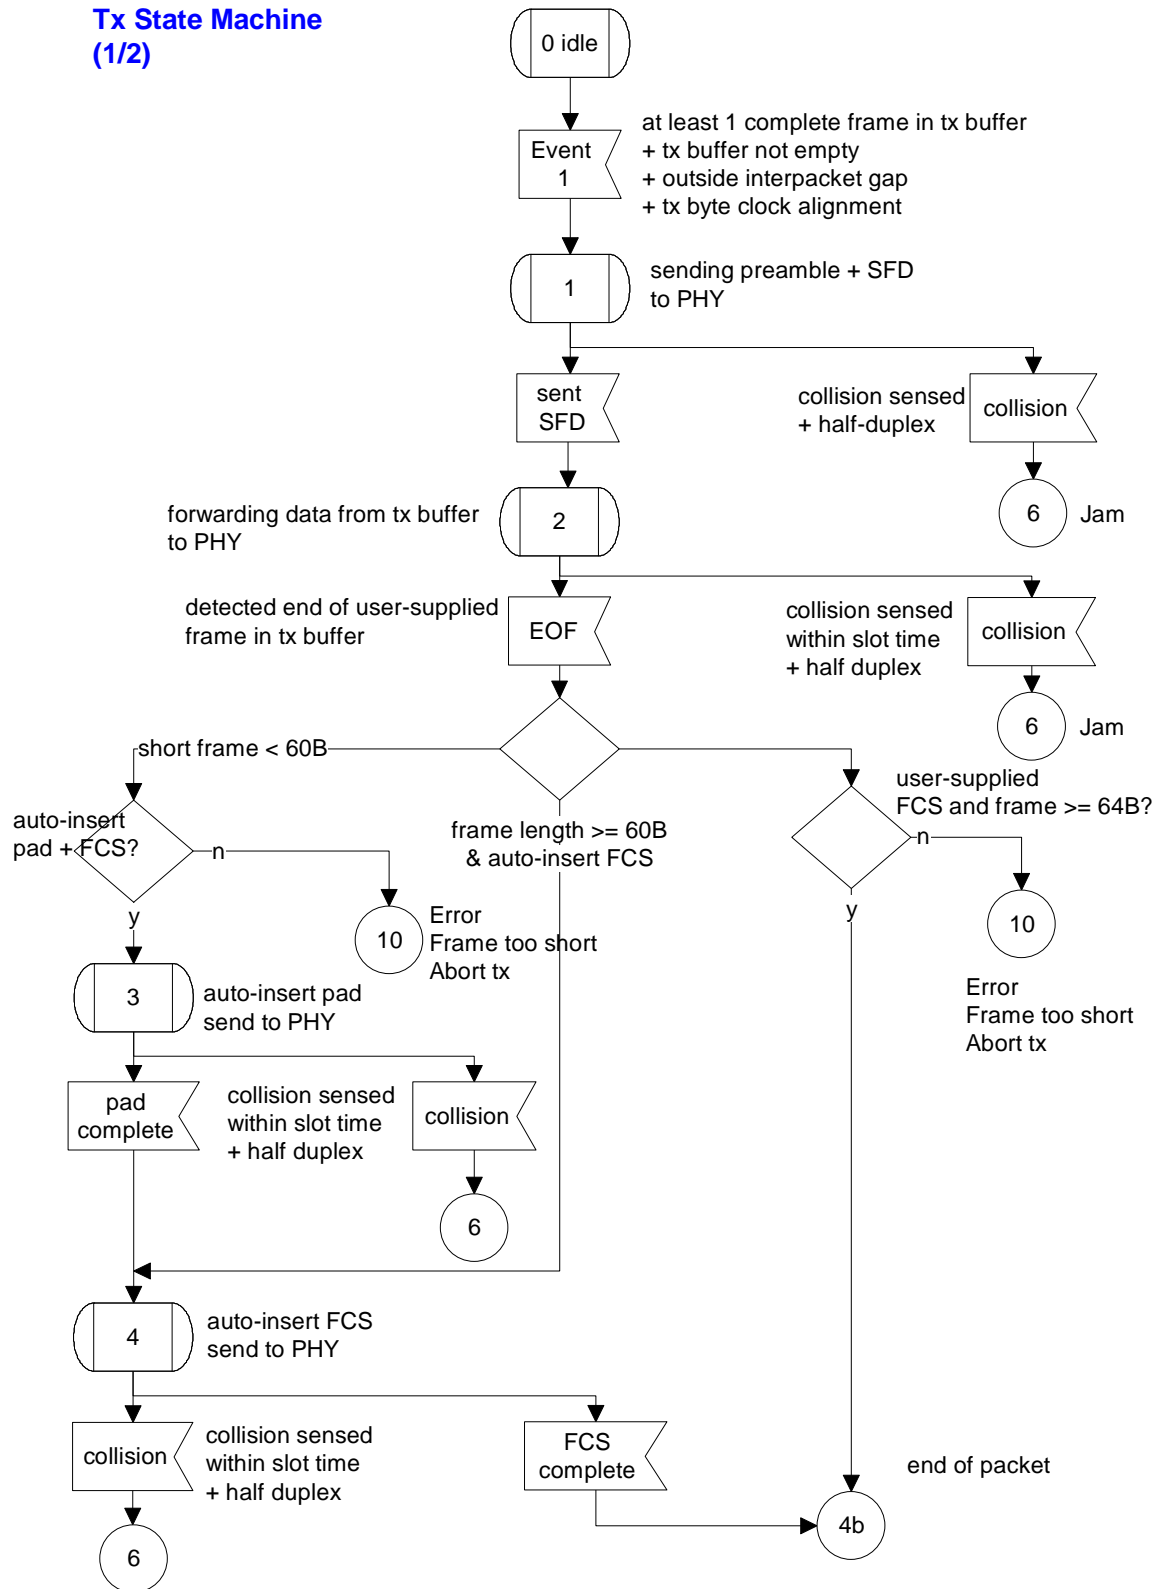 Tx State Machine
(1/2)
0 idle
Event
1
at least 1 complete frame in tx buffer
+ tx buffer not empty
+ outside interpacket gap
+ tx byte clock alignment
1
sending preamble + SFD
to PHY
sent
SFD
collision sensed
+ half-duplex
collision
6
Jam
forwarding data from tx buffer
to PHY
2
detected end of user-supplied
frame in tx buffer
EOF
collision sensed
within slot time
+ half duplex
collision
6
Jam
short frame < 60B
user-supplied
FCS and frame >= 64B?
auto-insert
pad + FCS?
n
frame length >= 60B
& auto-insert FCS
n
y
y
10
Error
Frame too short
Abort tx
10
Error
Frame too short
Abort tx
3
auto-insert pad
send to PHY
pad
complete
collision sensed
within slot time
+ half duplex
collision
6
4
auto-insert FCS
send to PHY
collision
collision sensed
within slot time
+ half duplex
FCS
complete
end of packet
6
4b